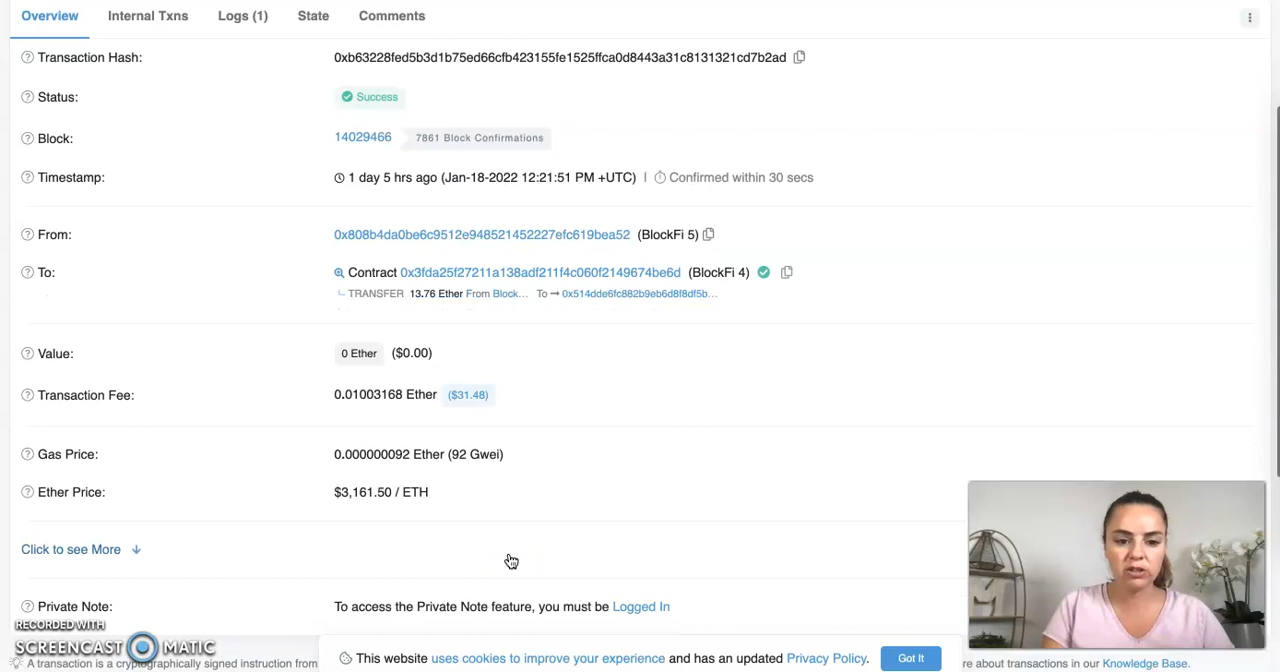 Overview Internal Txns Logs (1) State Comments
Transaction Hash: 0xb63228fed5b3d1b75ed66cfb423155fe1525ffca0d8443a31c8131321cd7b2ad
Status: Success
Block: 14029466 7861 Block Confirmations
Timestamp: 1 day 5 hrs ago (Jan-18-2022 12:21:51 PM +UTC) | Confirmed within 30 secs
From: 0x808b4da0be6c9512e948521452227efc619bea52 (BlockFi 5)
To: Contract 0x3fda25f27211a138adf211f4c060f2149674be6d (BlockFi 4)
TRANSFER 13.76 Ether From Block... To → 0x514dde6fc882b9eb6d8f8df5b...
Value: 0 Ether ($0.00)
Transaction Fee: 0.01003168 Ether ($31.48)
Gas Price: 0.000000092 Ether (92 Gwei)
Ether Price: $3,161.50 / ETH
Click to see More
Private Note: To access the Private Note feature, you must be Logged In
RECORDED WITH
SCREENCAST MATIC
This website uses cookies to improve your experience and has an updated Privacy Policy. Got It
A transaction is a cryptographically signed instruction from re about transactions in our Knowledge Base.